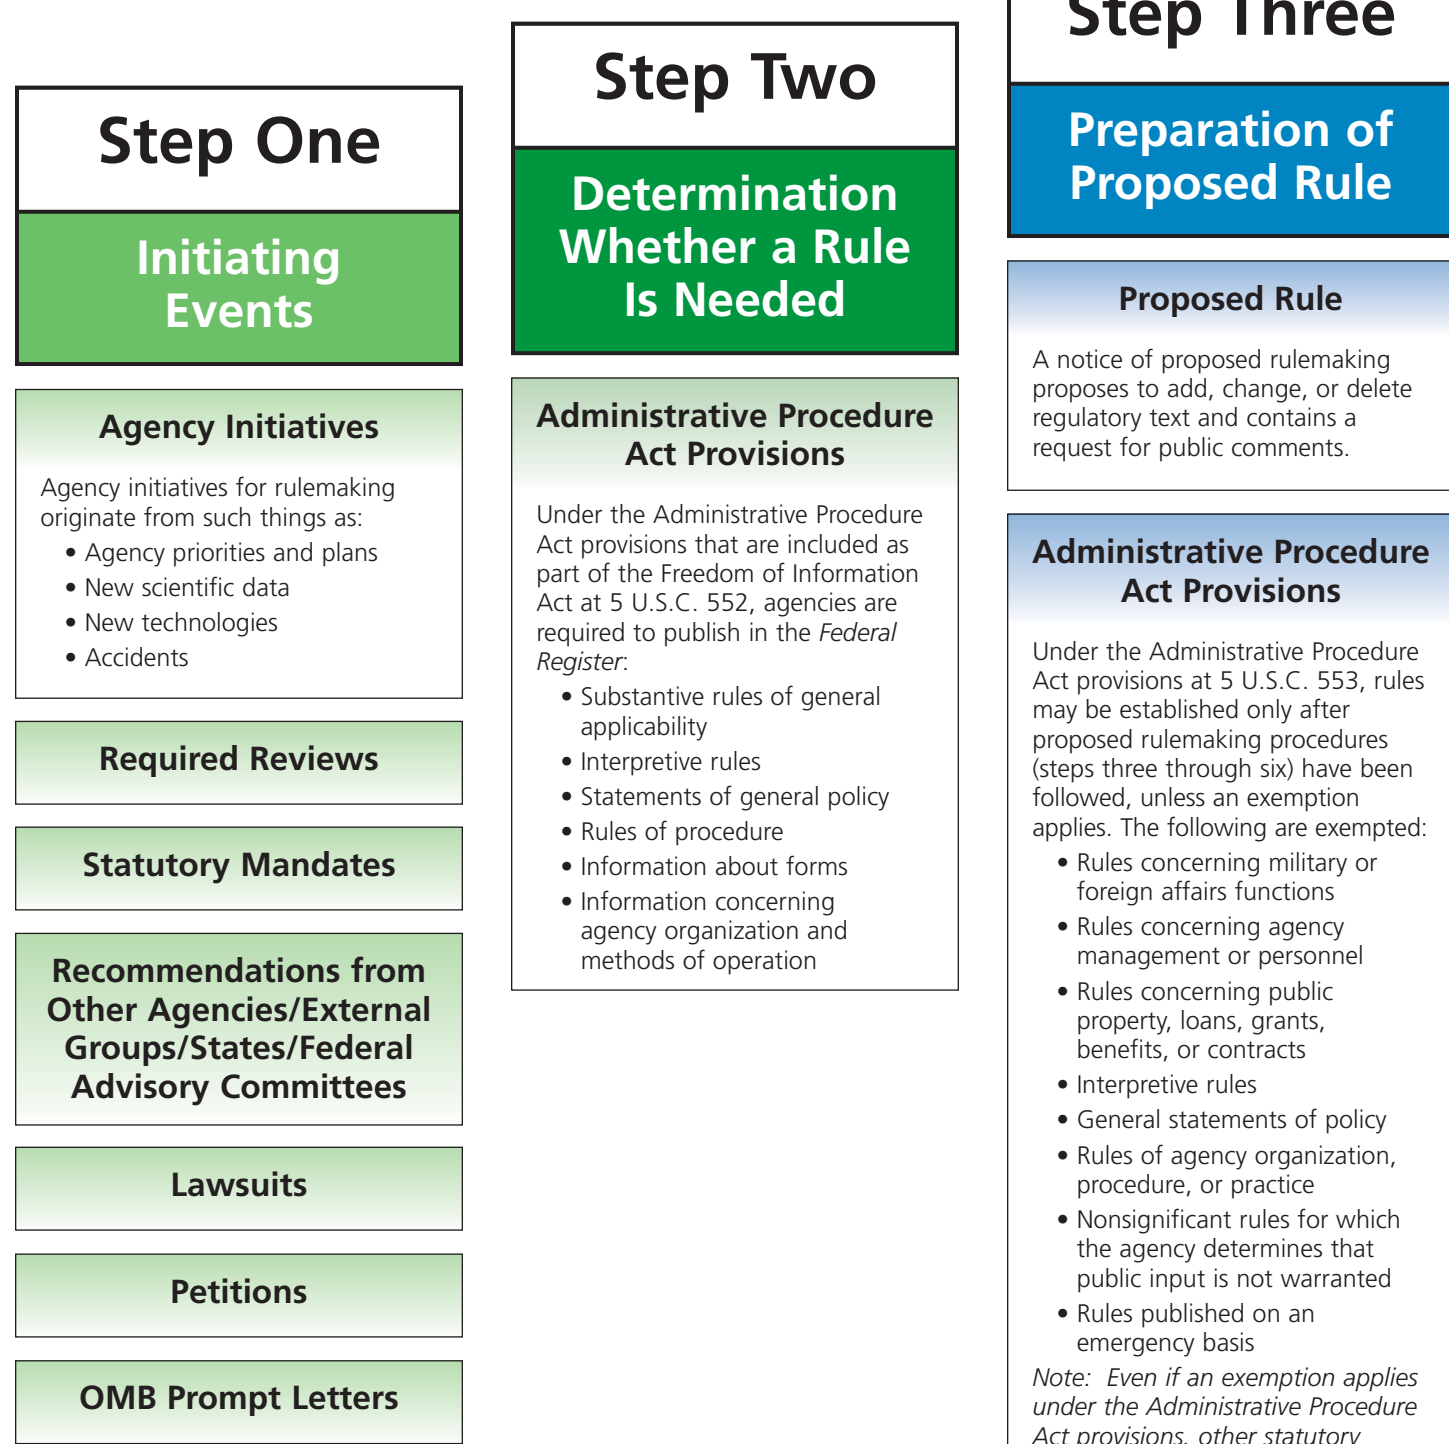 Step One
Initiating
Events
Agency Initiatives
Agency initiatives for rulemaking
originate from such things as:
• Agency priorities and plans
• New scientific data
• New technologies
• Accidents
Required Reviews
Statutory Mandates
Recommendations from
Other Agencies/External
Groups/States/Federal
Advisory Committees
Lawsuits
Petitions
OMB Prompt Letters
Step Two
Determination
Whether a Rule
Is Needed
Administrative Procedure
Act Provisions
Under the Administrative Procedure
Act provisions that are included as
part of the Freedom of Information
Act at 5 U.S.C. 552, agencies are
required to publish in the Federal
Register:
• Substantive rules of general
applicability
• Interpretive rules
• Statements of general policy
• Rules of procedure
• Information about forms
• Information concerning
agency organization and
methods of operation
Step Three
Preparation of
Proposed Rule
Proposed Rule
A notice of proposed rulemaking
proposes to add, change, or delete
regulatory text and contains a
request for public comments.
Administrative Procedure
Act Provisions
Under the Administrative Procedure
Act provisions at 5 U.S.C. 553, rules
may be established only after
proposed rulemaking procedures
(steps three through six) have been
followed, unless an exemption
applies. The following are exempted:
• Rules concerning military or
foreign affairs functions
• Rules concerning agency
management or personnel
• Rules concerning public
property, loans, grants,
benefits, or contracts
• Interpretive rules
• General statements of policy
• Rules of agency organization,
procedure, or practice
• Nonsignificant rules for which
the agency determines that
public input is not warranted
• Rules published on an
emergency basis
Note: Even if an exemption applies
under the Administrative Procedure
Act provisions, other statutory